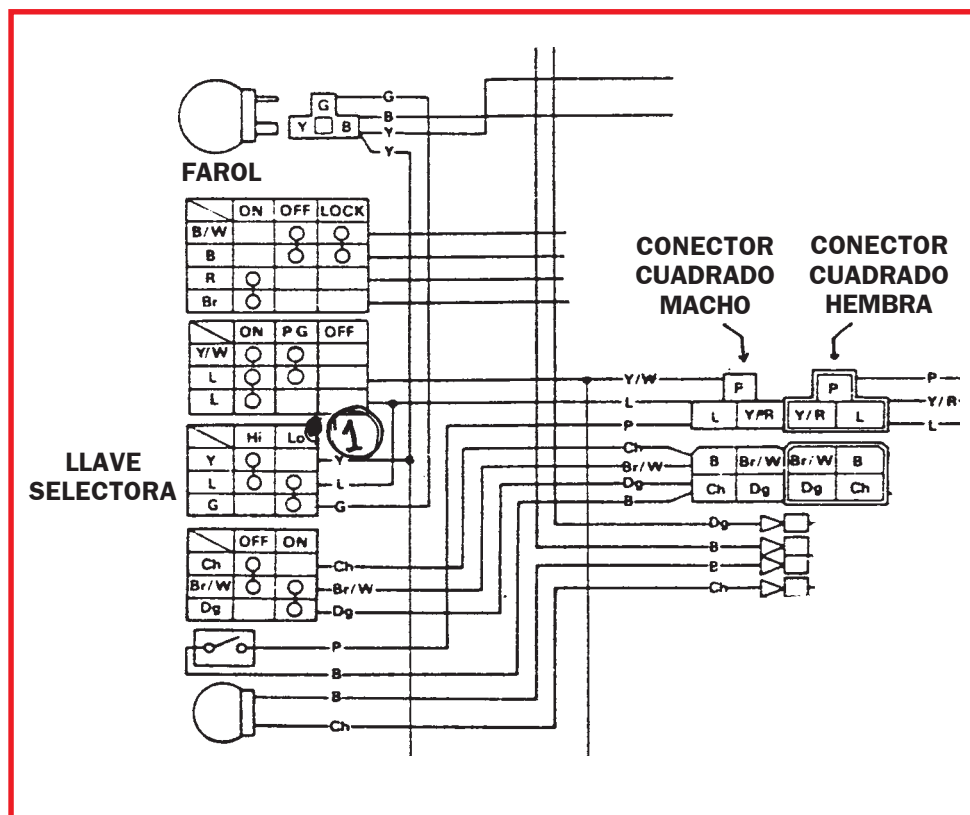 G
G
B
Y B
Y
Y
FAROL
ON OFF LOCK
B/W
B
R
Br
CONECTOR CUADRADO MACHO
CONECTOR CUADRADO HEMBRA
ON PG OFF
Y/W
L
L
Y/W
L
P
P
L Y/R
P
Y/R L
P
Y/R
L
1
LLAVE SELECTORA
Hi Lo
Y Y
L L
G G
Ch
Br/W
Dg
B
B Br/W
Ch Dg
Br/W B
Dg Ch
Dg
B
B
Ch
OFF ON
Ch Ch
Br/W Br/W
Dg Dg
P
B
B
Ch